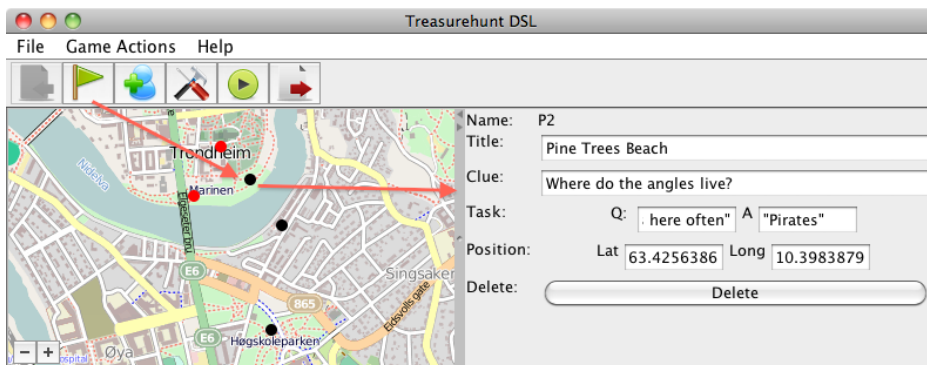 Treasurehunt DSL
File Game Actions Help
Name: P2
Title: Pine Trees Beach
Clue: Where do the angles live?
Task: Q: . here often" A "Pirates"
Position: Lat 63.4256386 Long 10.3983879
Delete: Delete
Trondheim
Nidelva
Marinen
Elgeseter bru
E6
Singsaker
865
Eidsvolls gate
E6
Høgskoleparken
Øya
- +